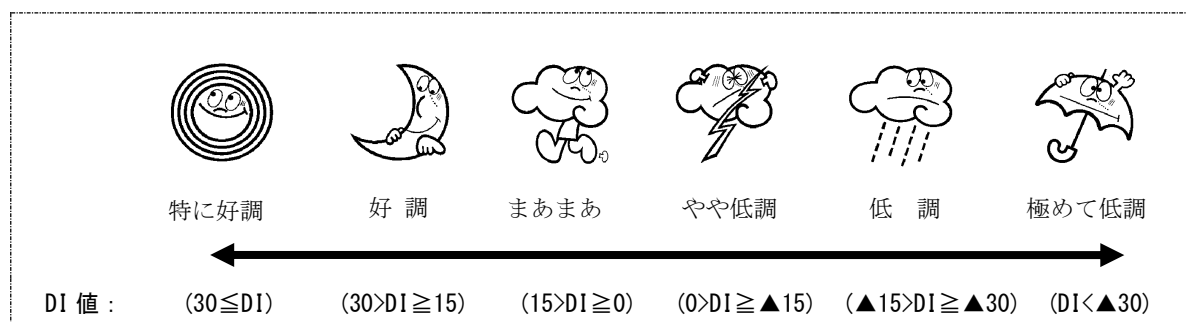 特に好調 好 調 まあまあ やや低調 低　調 極めて低調
DI 値： (30≦DI) (30>DI≧15) (15>DI≧0) (0>DI≧▲15) (▲15>DI≧▲30) (DI<▲30)